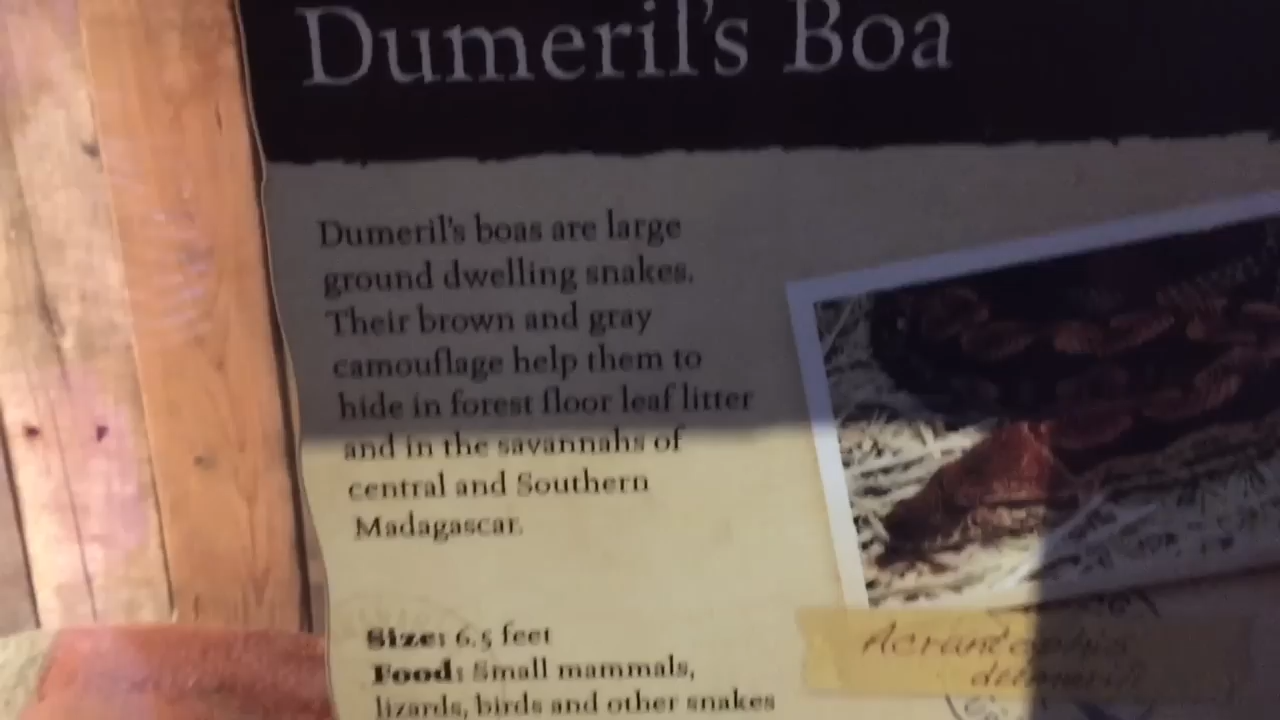 Dumeril's Boa
Dumeril's boas are large
ground dwelling snakes.
Their brown and gray
camouflage help them to
hide in forest floor leaf litter
and in the savannahs of
central and Southern
Madagascar.
Size: 6.5 feet
Food: Small mammals,
lizards, birds and other snakes